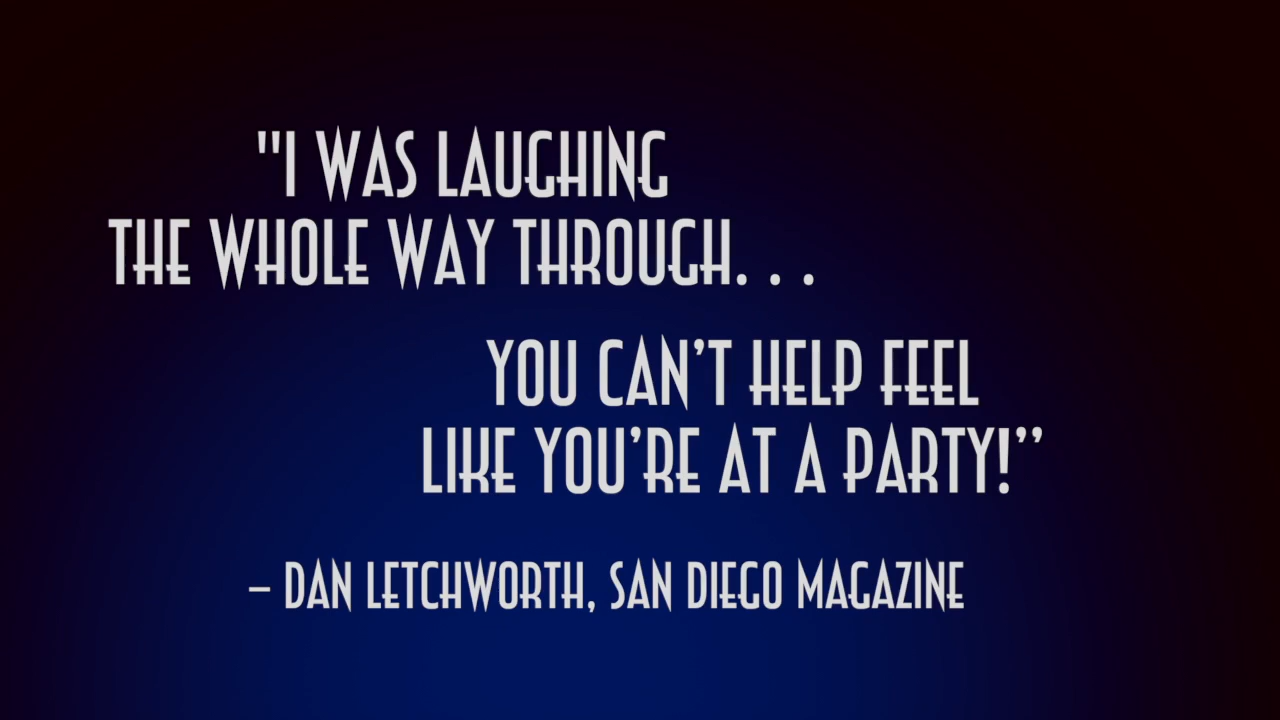 "I WAS LAUGHING
THE WHOLE WAY THROUGH. . .
YOU CAN’T HELP FEEL
LIKE YOU’RE AT A PARTY!”
– DAN LETCHWORTH, SAN DIEGO MAGAZINE